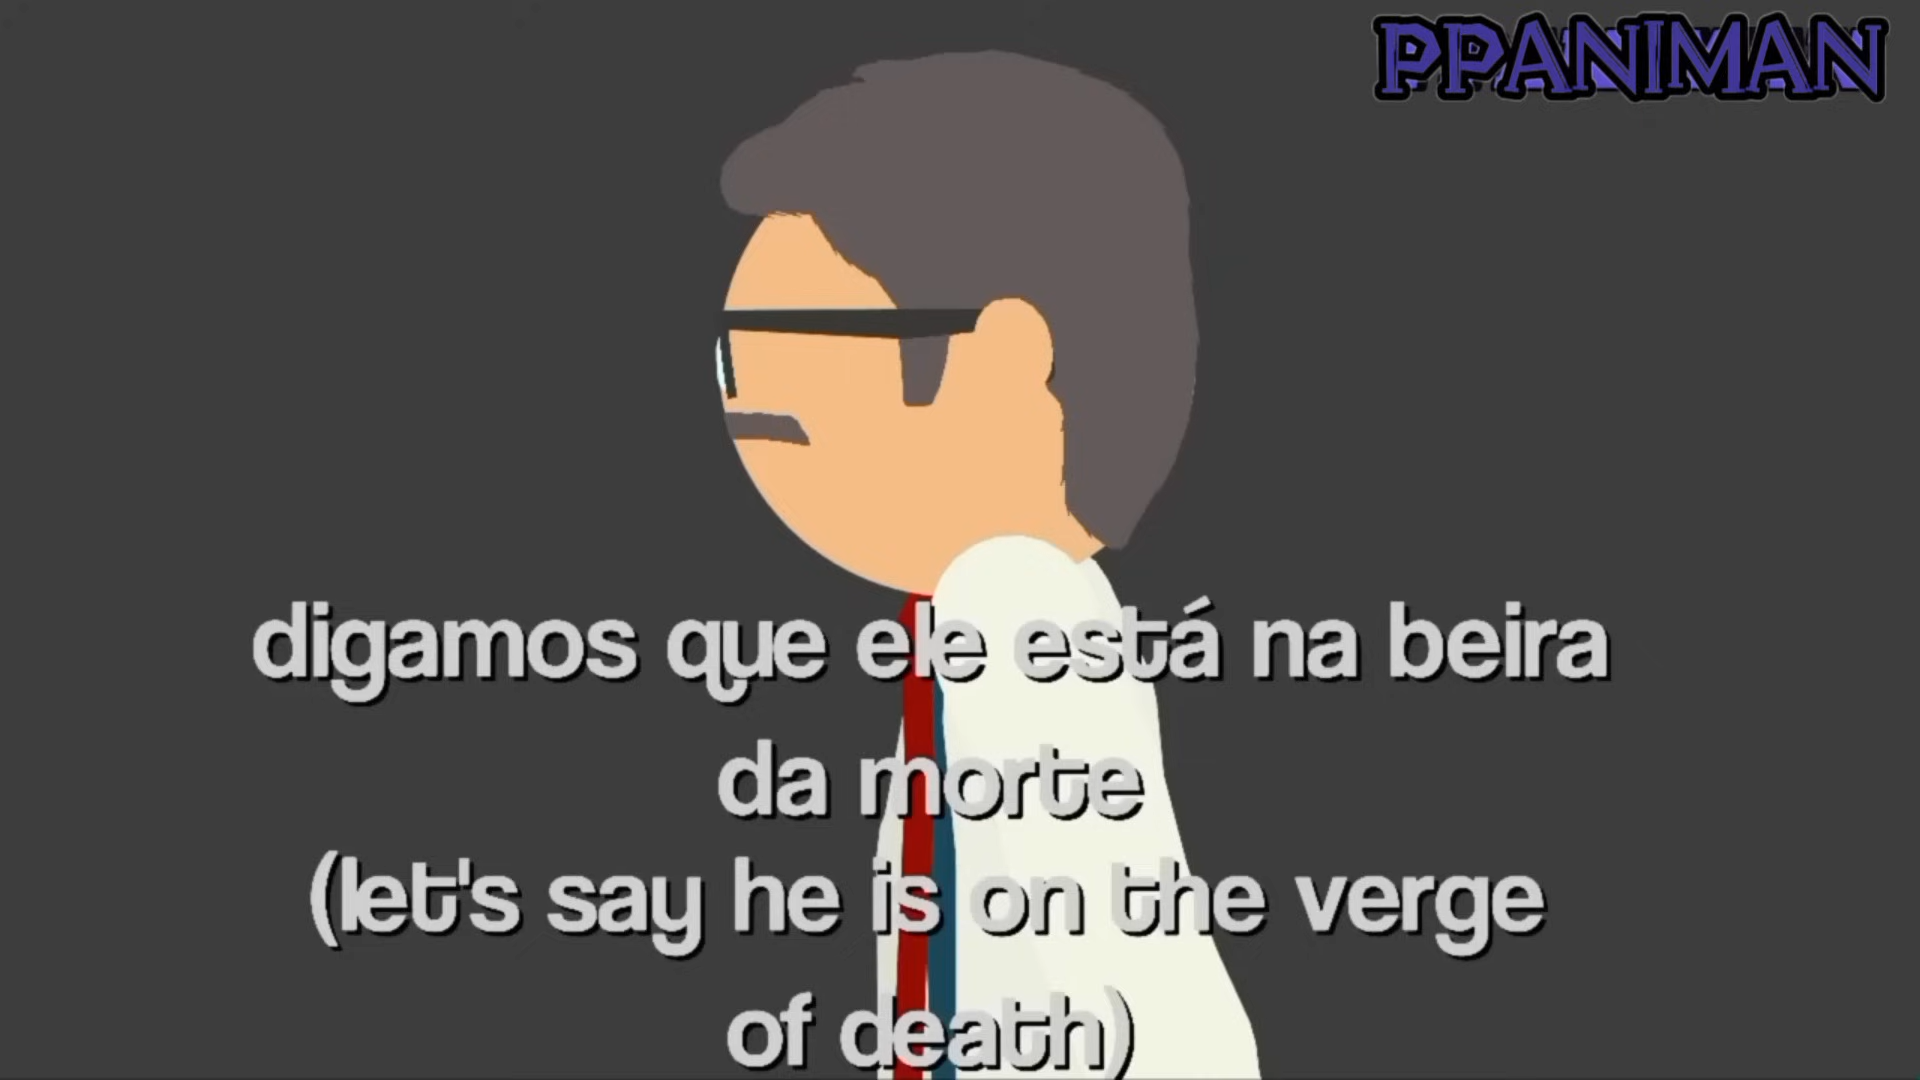 PPANIMAN
digamos que ele está na beira
da morte
(let's say he is on the verge
of death)